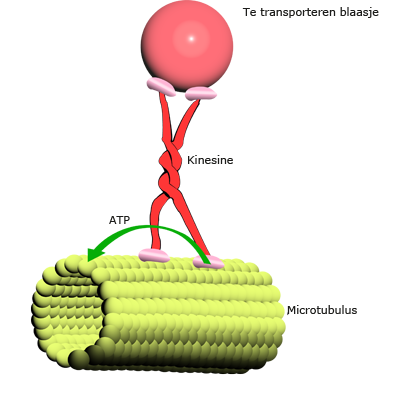 Te transporteren blaasje
Kinesine
ATP
Microtubulus